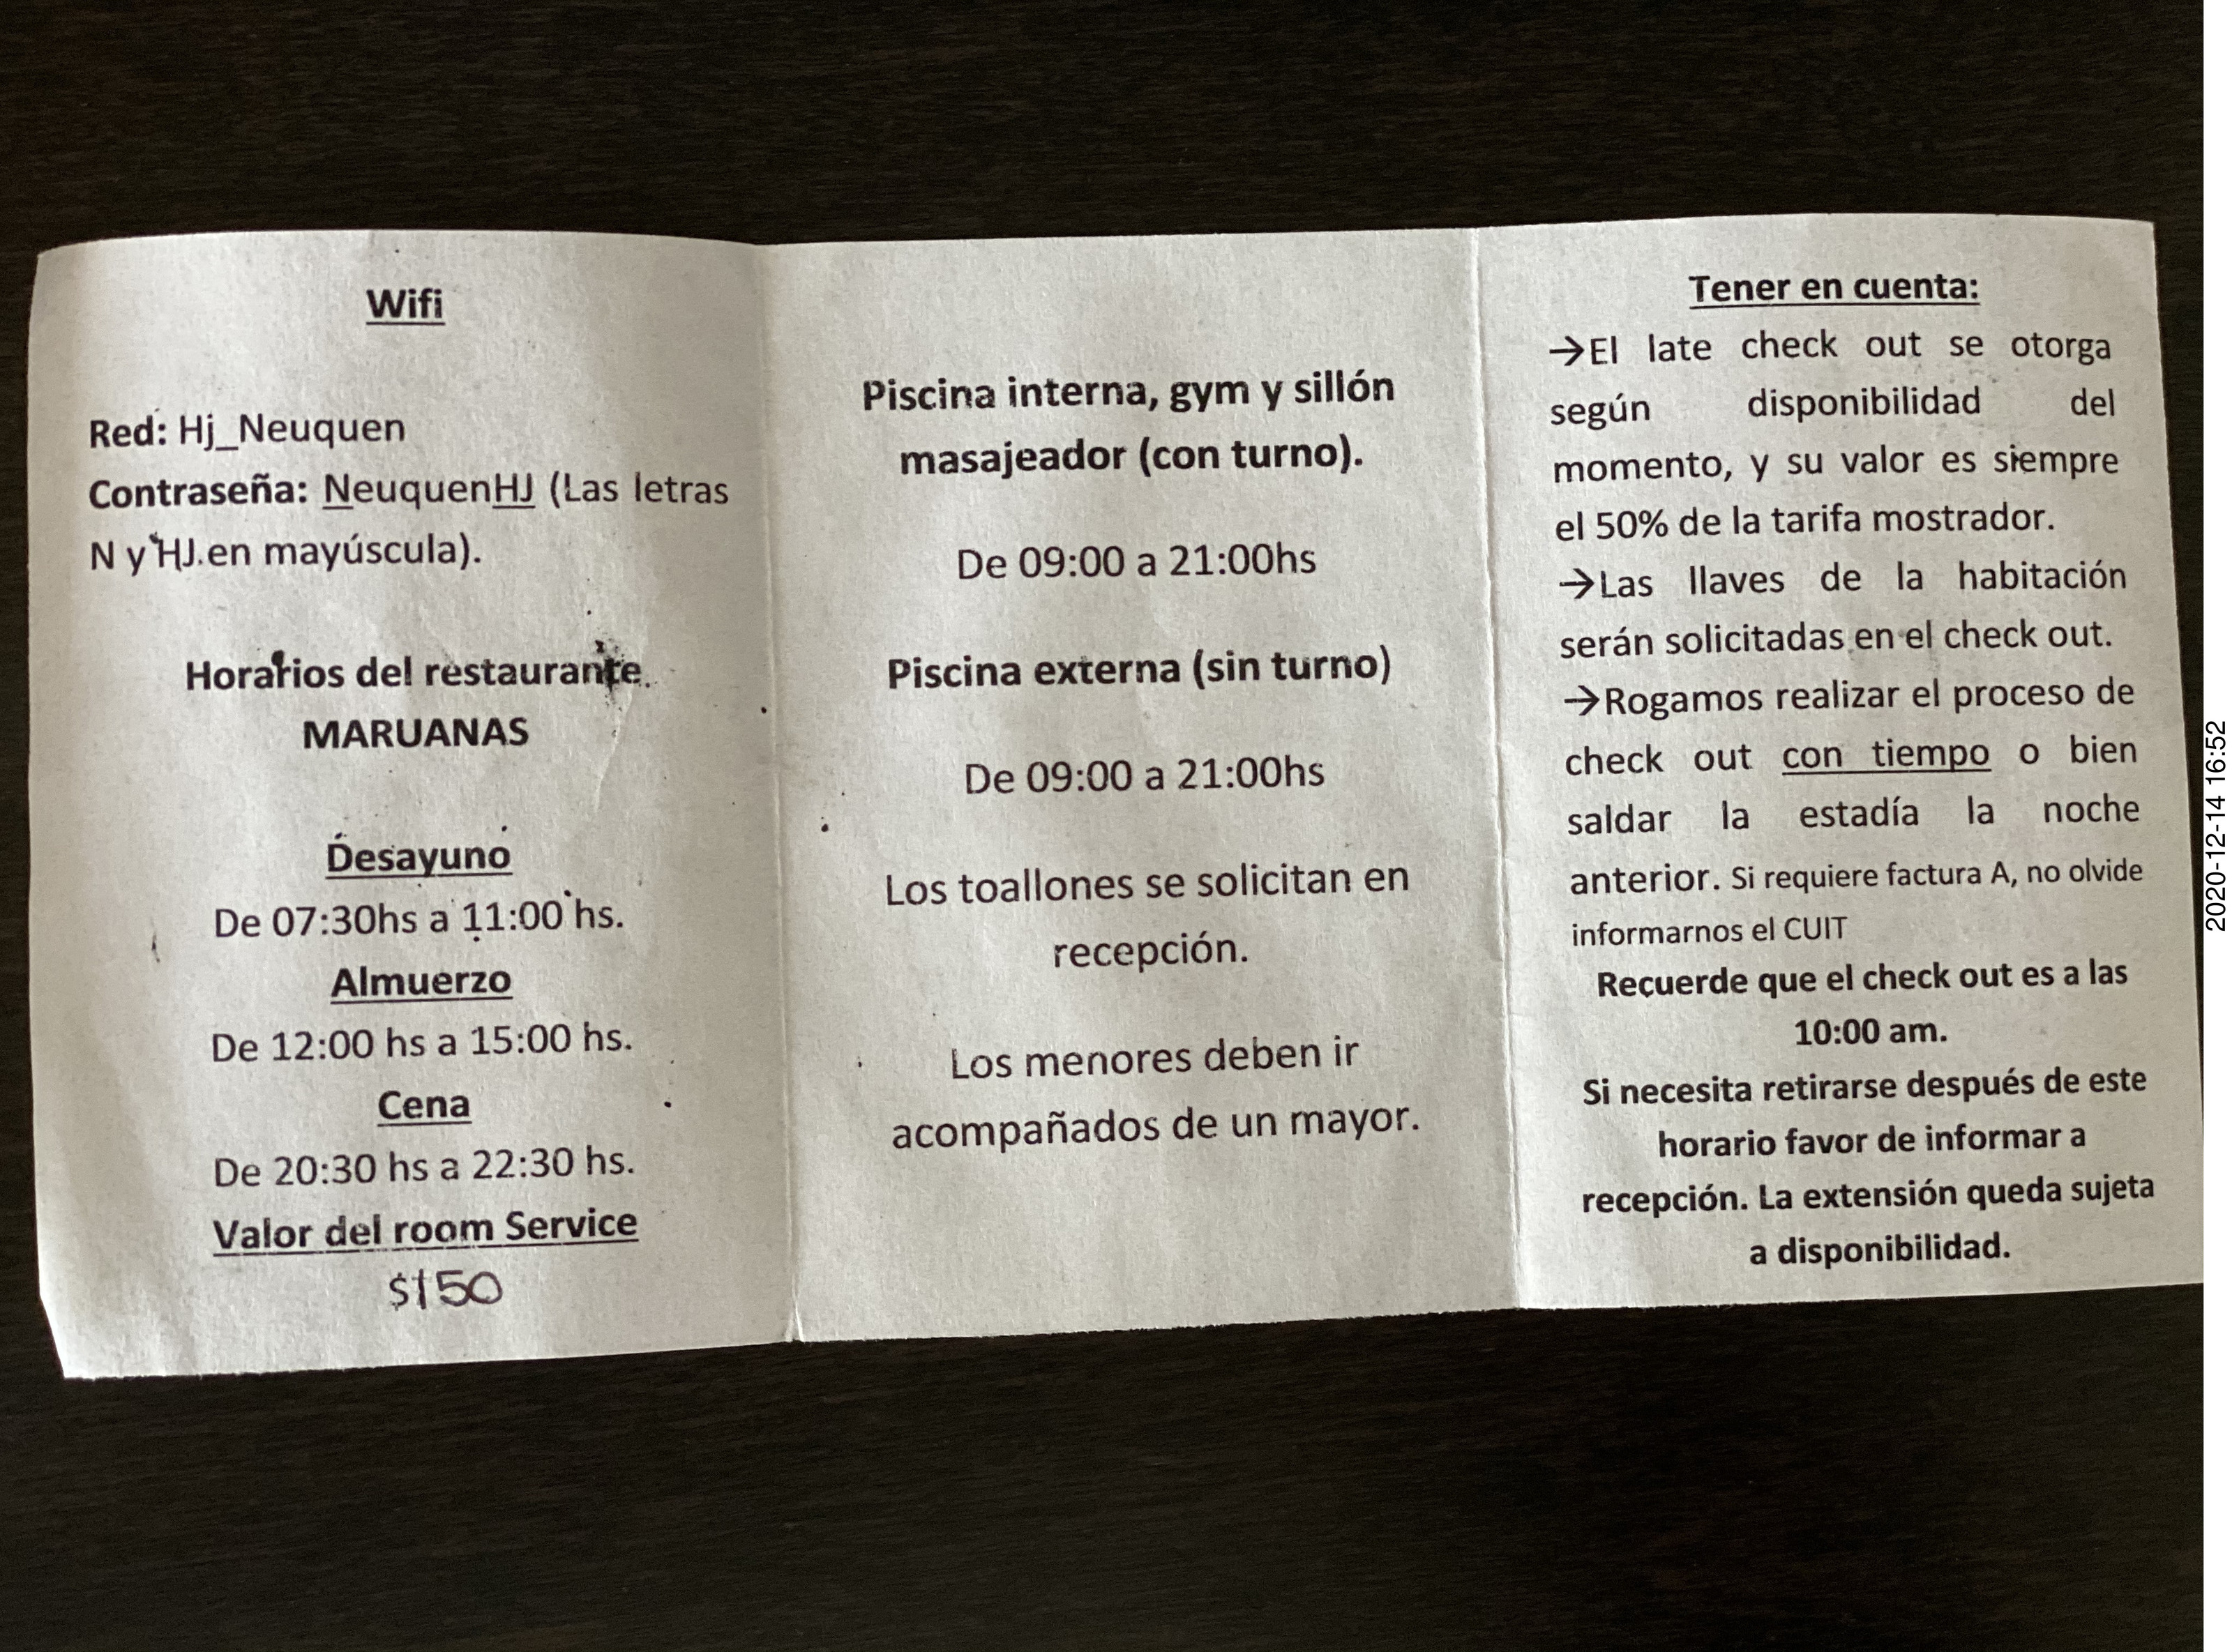 Wifi
Red: Hj_Neuquen
Contraseña: NeuquenHJ (Las letras
N y HJ en mayúscula).
Horarios del restaurante.
MARUANAS
Desayuno
De 07:30hs a 11:00 hs.
Almuerzo
De 12:00 hs a 15:00 hs.
Cena
De 20:30 hs a 22:30 hs.
Valor del room Service
$150
Piscina interna, gym y sillón
masajeador (con turno).
De 09:00 a 21:00hs
Piscina externa (sin turno)
De 09:00 a 21:00hs
Los toallones se solicitan en
recepción.
Los menores deben ir
acompañados de un mayor.
Tener en cuenta:
→El late check out se otorga
según disponibilidad del
momento, y su valor es siempre
el 50% de la tarifa mostrador.
→Las llaves de la habitación
serán solicitadas en el check out.
→Rogamos realizar el proceso de
check out con tiempo o bien
saldar la estadía la noche
anterior. Si requiere factura A, no olvide
informarnos el CUIT
Recuerde que el check out es a las
10:00 am.
Si necesita retirarse después de este
horario favor de informar a
recepción. La extensión queda sujeta
a disponibilidad.
2020-12-14 16:52